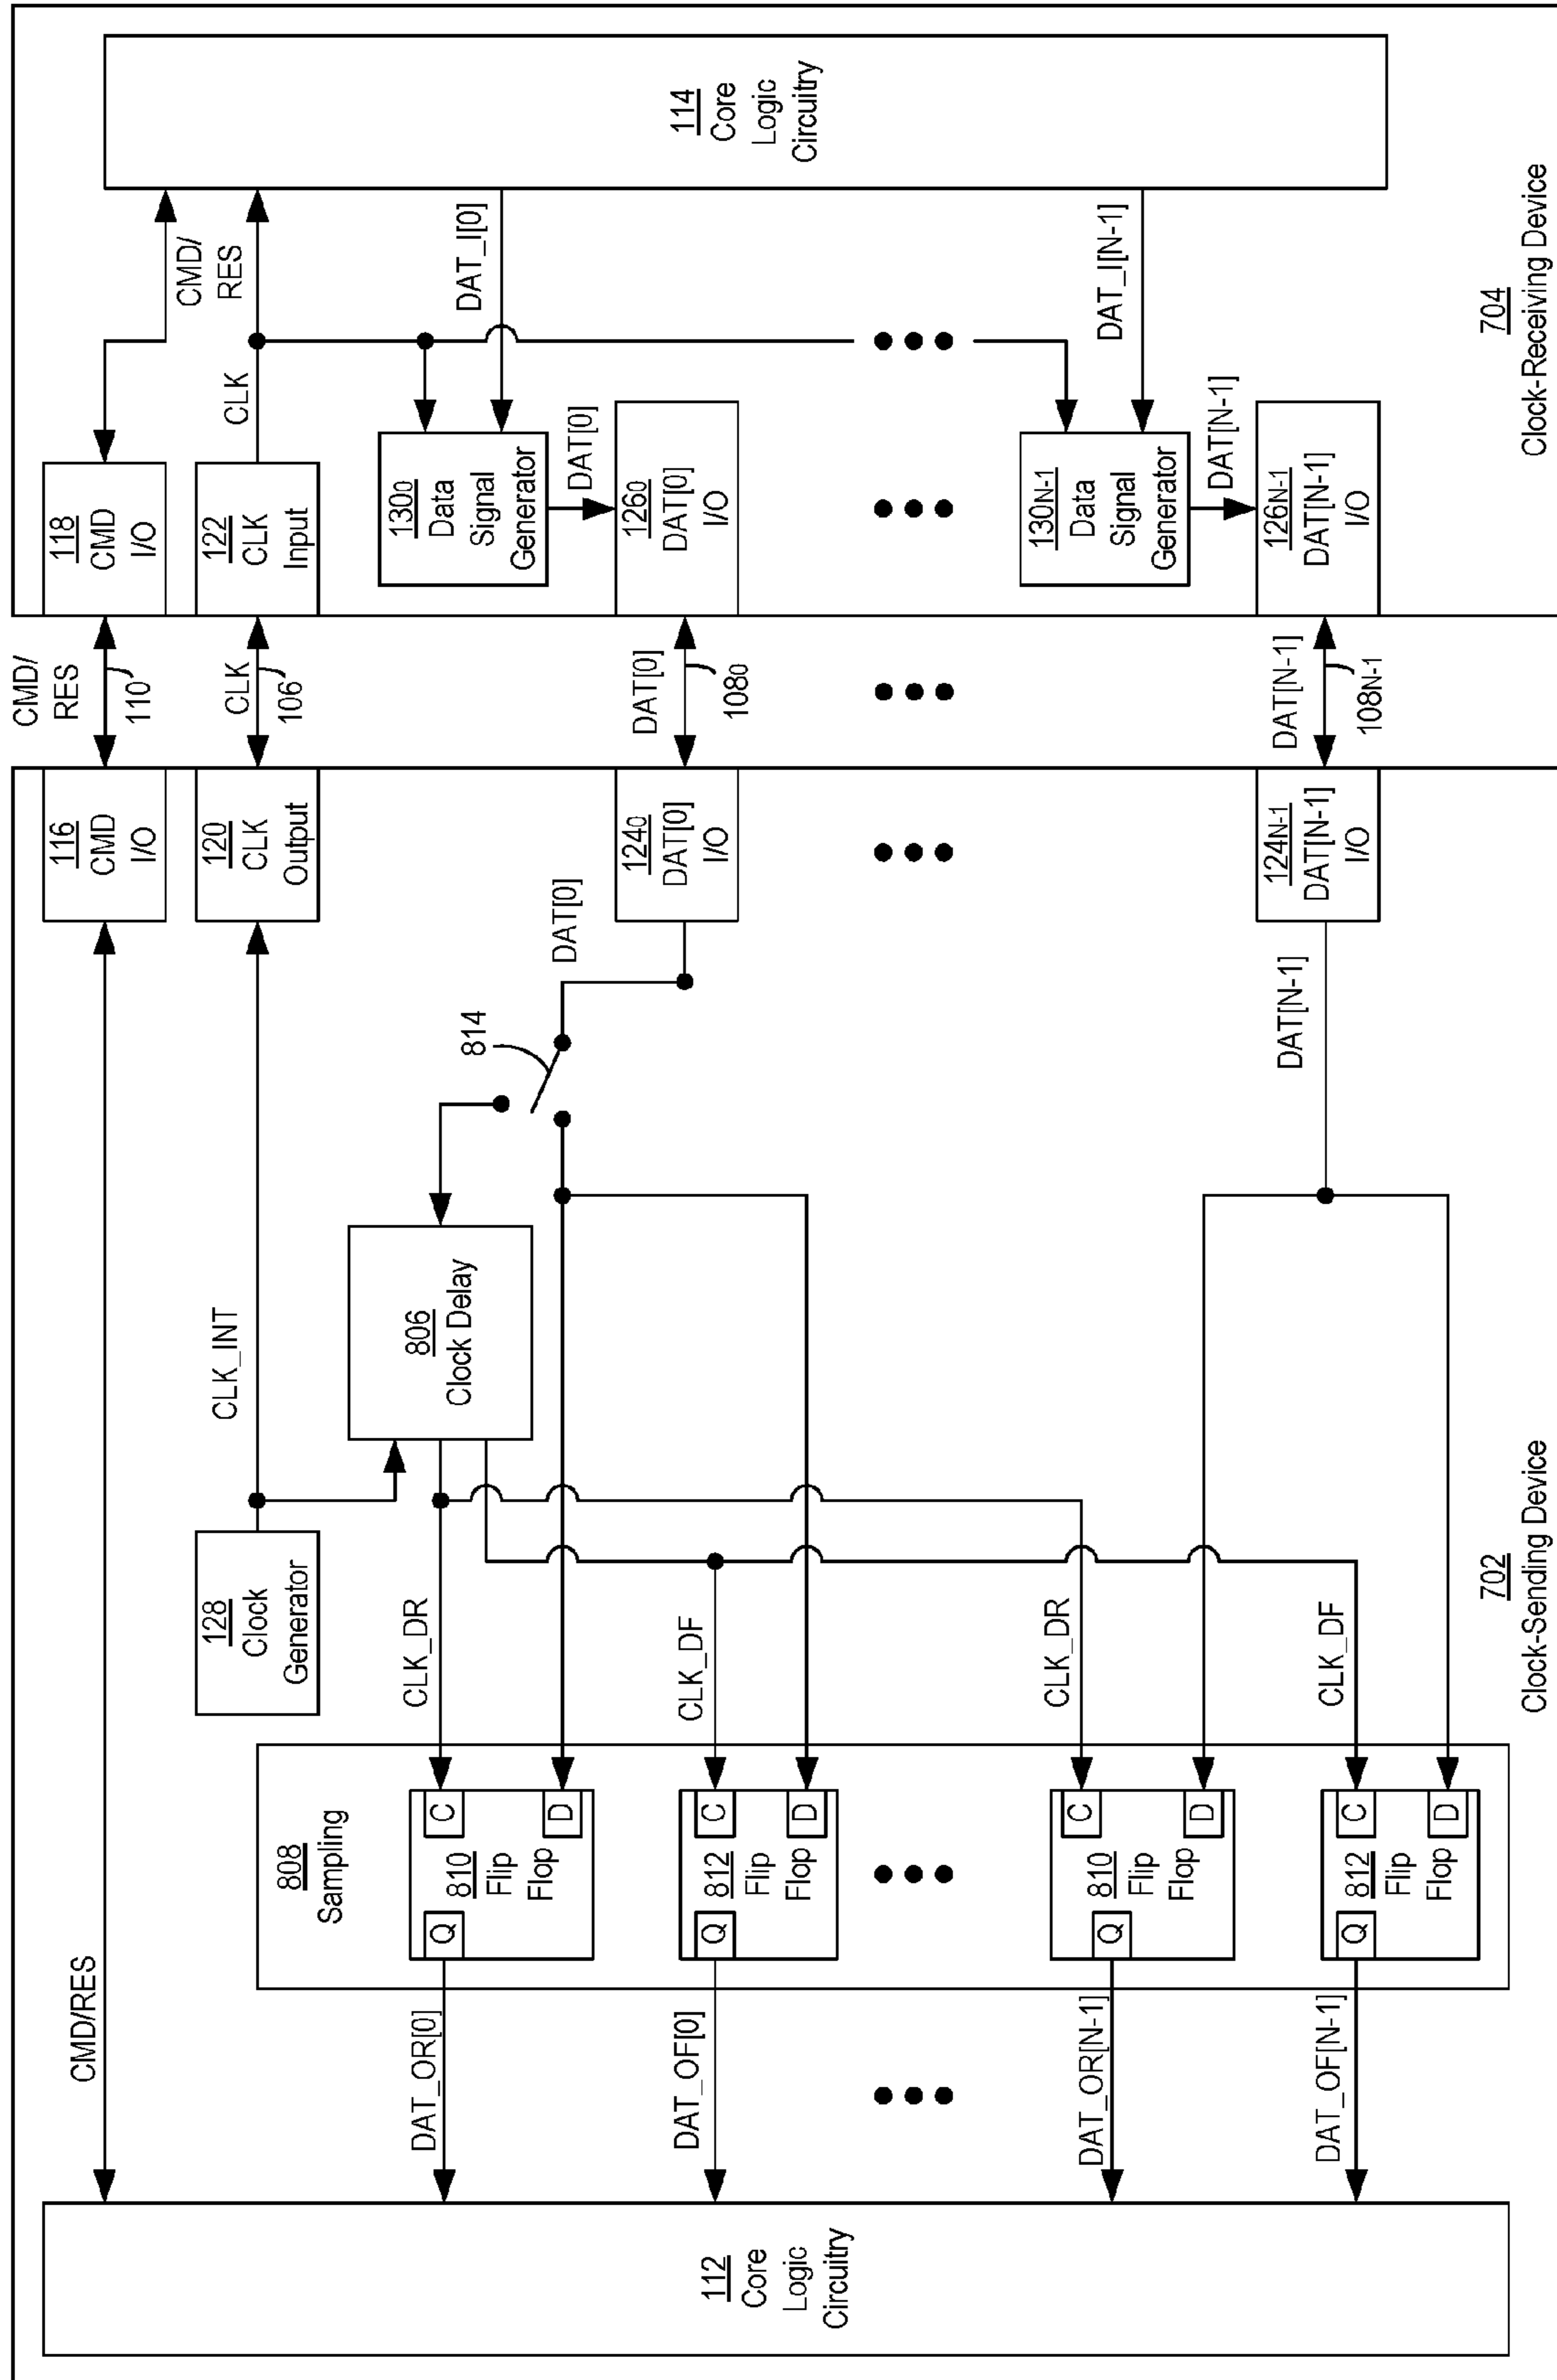 112
Core
Logic
Circuitry
CMD/RES
DAT_OR[0]
DAT_OF[0]
DAT_OR[N-1]
DAT_OF[N-1]
808
Sampling
Q
810
Flip
Flop
C
D
Q
812
Flip
Flop
C
D
Q
810
Flip
Flop
C
D
Q
812
Flip
Flop
C
D
128
Clock
Generator
CLK_DR
CLK_DF
CLK_DR
CLK_DF
CLK_INT
806
Clock Delay
814
DAT[0]
DAT[N-1]
116
CMD
I/O
120
CLK
Output
1240
DAT[0]
I/O
124N-1
DAT[N-1]
I/O
702
Clock-Sending Device
CMD/
RES
110
CLK
106
DAT[0]
1080
DAT[N-1]
108N-1
118
CMD
I/O
122
CLK
Input
1300
Data
Signal
Generator
DAT[0]
1260
DAT[0]
I/O
130N-1
Data
Signal
Generator
DAT[N-1]
126N-1
DAT[N-1]
I/O
CMD/
RES
CLK
DAT_I[0]
DAT_I[N-1]
114
Core
Logic
Circuitry
704
Clock-Receiving Device